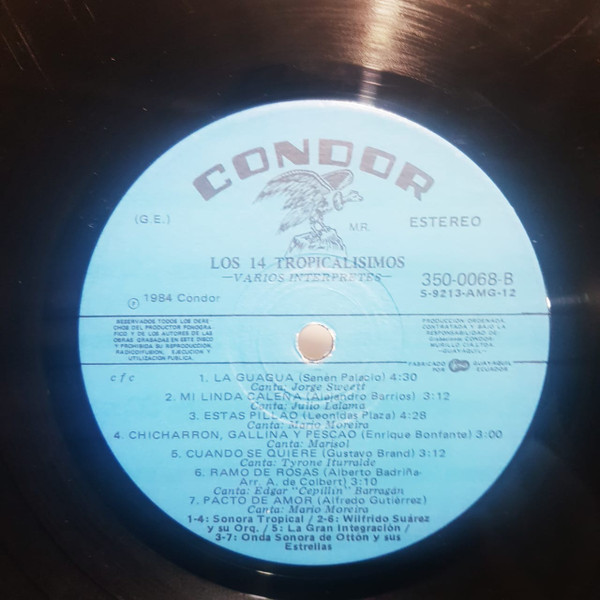 CONDOR
(G.E.)
M.R.
ESTEREO
LOS 14 TROPICALISIMOS
—VARIOS INTERPRETES—
350-0068-B
S-9213-AMG-12
Ⓟ 1984 Condor
RESERVADOS TODOS LOS DERE
CHOS DEL PRODUCTOR FONOGRA
FICO Y DE LOS AUTORES DE LAS
OBRAS GRABADAS EN ESTE DISCO
Y PROHIBIDA SU REPRODUCCION,
RADIODIFUSION, EJECUCION Y
UTILIZACION PUBLICA.
PRODUCCION ORDENADA,
CONTRATADA Y BAJO LA
RESPONSABILIDAD DE:
CONDOR
MURILLO CIA LTDA.
-GUAYAQUIL-
FABRICADO POR
GUAYAQUIL ECUADOR
cfc
1. LA GUAGUA (Senén Palacio) 4:30
Canta: Jorge Swertt
2. MI LINDA CALEÑA (Alejandro Barrios) 3:12
Canta: Julio Lalama
3. ESTAS PILLAO (Leonidas Plaza) 4:28
Canta: Mario Moreira
4. CHICHARRON, GALLINA Y PESCAO (Enrique Bonfante) 3:00
Canta: Marisol
5. CUANDO SE QUIERE (Gustavo Brand) 3:12
Canta: Tyrone Iturralde
6. RAMO DE ROSAS (Alberto Badriña-
Arr. A. de Colbert) 3:10
Canta: Edgar "Cepillin" Barragán
7. PACTO DE AMOR (Alfredo Gutiérrez)
Canta: Mario Moreira
1-4: Sonora Tropical / 2-6: Wilfrido Suárez
y su Orq. / 5: La Gran Integración /
3-7: Onda Sonora de Ottón y sus
Estrellas